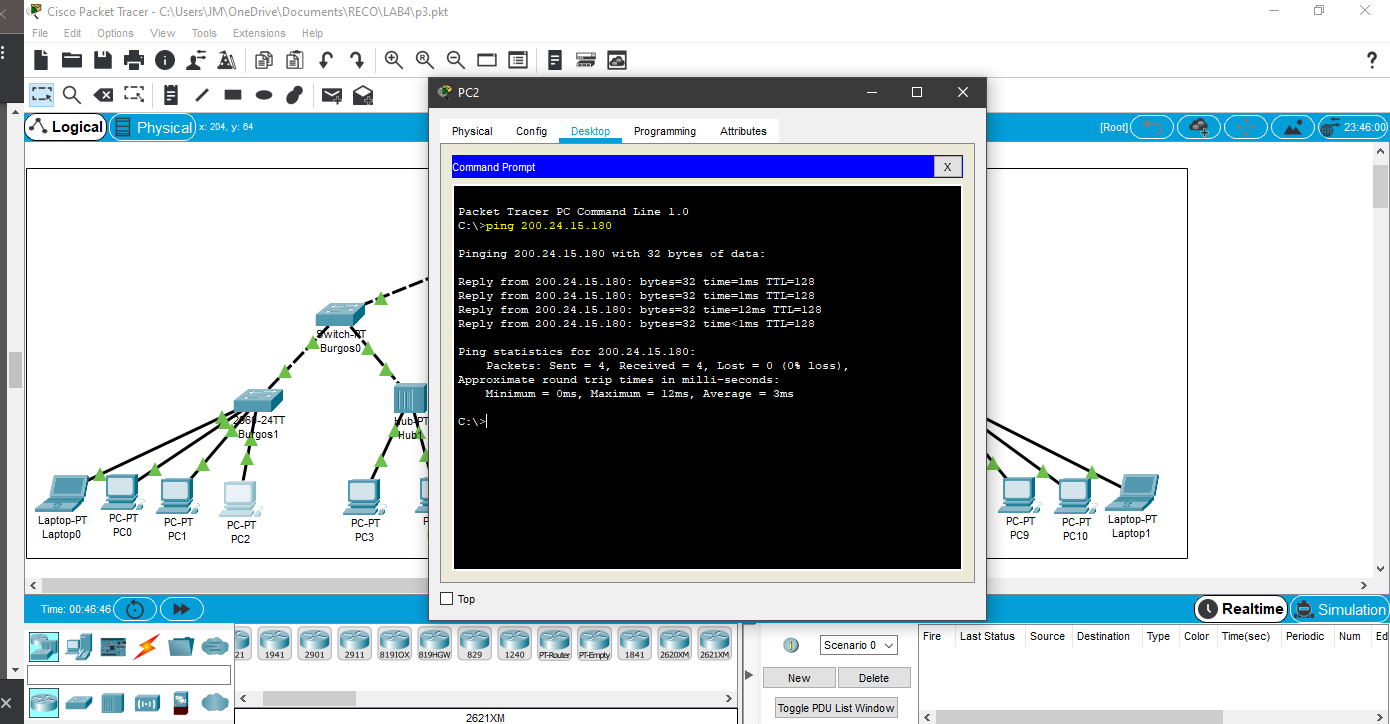 Cisco Packet Tracer - C:\Users\JM\OneDrive\Documents\RECO\LAB4\p3.pkt
File Edit Options View Tools Extensions Help
?
PC2
Logical Physical x: 204, y: 64
[Root] 23:46:00
Physical Config Desktop Programming Attributes
Command Prompt X
Packet Tracer PC Command Line 1.0
C:\>ping 200.24.15.180
Pinging 200.24.15.180 with 32 bytes of data:
Reply from 200.24.15.180: bytes=32 time=1ms TTL=128
Reply from 200.24.15.180: bytes=32 time=1ms TTL=128
Reply from 200.24.15.180: bytes=32 time=12ms TTL=128
Reply from 200.24.15.180: bytes=32 time<1ms TTL=128
Ping statistics for 200.24.15.180:
Packets: Sent = 4, Received = 4, Lost = 0 (0% loss),
Approximate round trip times in milli-seconds:
Minimum = 0ms, Maximum = 12ms, Average = 3ms
C:\>
Top
Switch-PT
Burgos0
2960-24TT
Burgos1
Hub-PT
Hub1
Laptop-PT
Laptop0
PC-PT
PC0
PC-PT
PC1
PC-PT
PC2
PC-PT
PC3
P
PC-PT
PC9
PC-PT
PC10
Laptop-PT
Laptop1
Time: 00:46:46
Realtime Simulation
21 1941 2901 2911 819IOX 819HGW 829 1240 PT-Router PT-Empty 1841 2620XM 2621XM
2621XM
Scenario 0
New Delete
Toggle PDU List Window
Fire Last Status Source Destination Type Color Time(sec) Periodic Num Ed